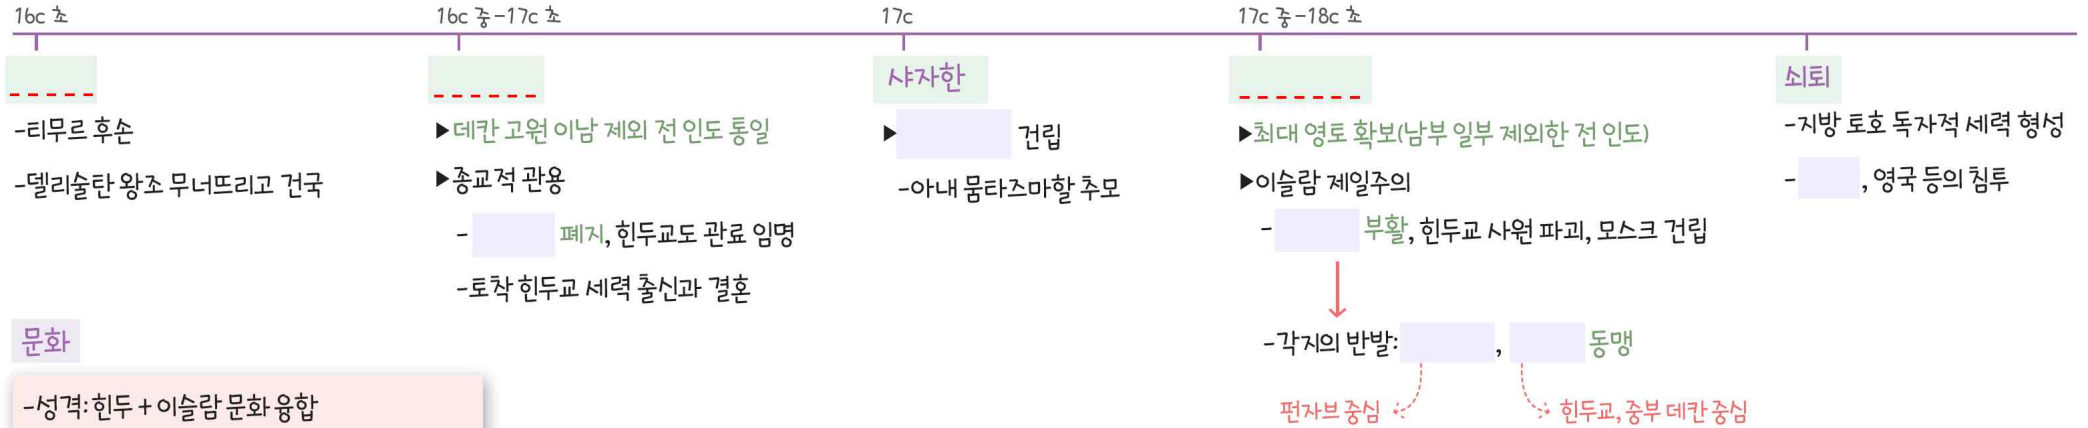 16c 초
-티무르 후손
-델리술탄 왕조 무너뜨리고 건국
16c 중-17c 초
▶데칸 고원 이남 제외 전 인도 통일
▶종교적 관용
- 폐지, 힌두교도 관료 임명
-토착 힌두교 세력 출신과 결혼
17c
샤자한
▶ 건립
-아내 뭄타즈마할 추모
17c 중-18c 초
▶최대 영토 확보(남부 일부 제외한 전 인도)
▶이슬람 제일주의
- 부활, 힌두교 사원 파괴, 모스크 건립
-각지의 반발: , 동맹
펀자브 중심
힌두교, 중부 데칸 중심
쇠퇴
-지방 토호 독자적 세력 형성
- , 영국 등의 침투
문화
-성격: 힌두 + 이슬람 문화 융합